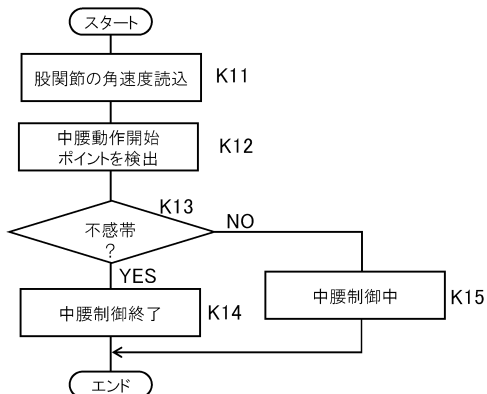 スタート
股関節の角速度読込
K11
中腰動作開始
ポイントを検出
K12
K13
不感帯
?
NO
YES
中腰制御終了
K14
中腰制御中
K15
エンド